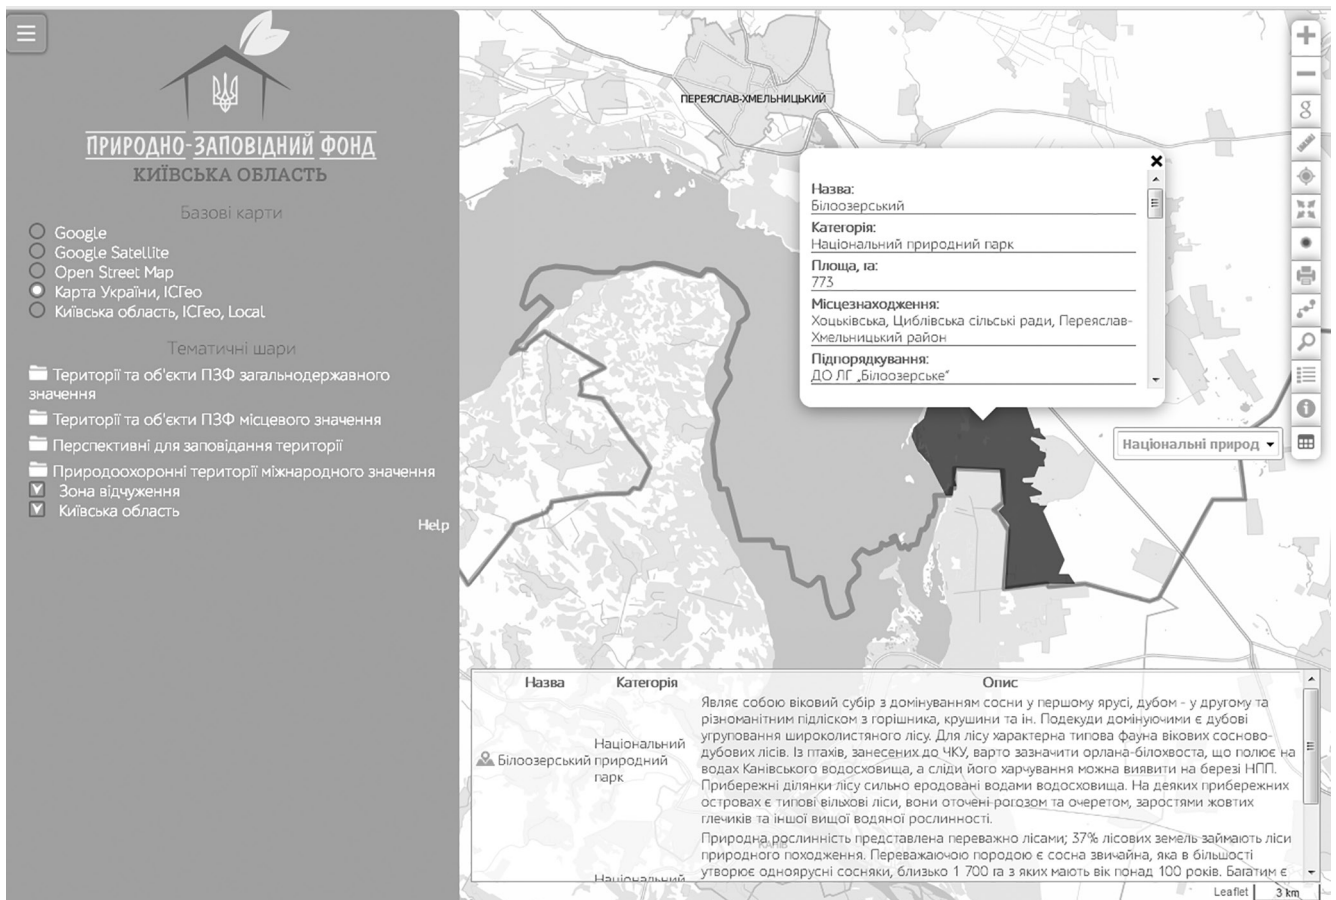 ПРИРОДНО-ЗАПОВІДНИЙ ФОНД
КИЇВСЬКА ОБЛАСТЬ
Базові карти
Google
Google Satellite
Open Street Map
Карта України, ІСГео
Київська область, ІСГео, Local
Тематичні шари
Території та об'єкти ПЗФ загальнодержавного
значення
Території та об'єкти ПЗФ місцевого значення
Перспективні для заповідання території
Природоохоронні території міжнародного значення
Зона відчуження
Київська область
Help
ПЕРЕЯСЛАВ-ХМЕЛЬНИЦЬКИЙ
Назва:
Білоозерський
Категорія:
Національний природний парк
Площа, га:
773
Місцезнаходження:
Хоцьківська, Циблівська сільські ради, Переяслав-
Хмельницький район
Підпорядкування:
ДО ЛГ „Білоозерське“
Національні природ
Назва Категорія Опис
Білоозерський
Національний
природний
парк
Являє собою віковий субір з домінуванням сосни у першому ярусі, дубом - у другому та
різноманітним підліском з горішника, крушини та ін. Подекуди домінуючими є дубові
угруповання широколистяного лісу. Для лісу характерна типова фауна вікових сосново-
дубових лісів. Із птахів, занесених до ЧКУ, варто зазначити орлана-білохвоста, що полює на
водах Канівського водосховища, а сліди його харчування можна виявити на березі НПП.
Прибережні ділянки лісу сильно еродовані водами водосховища. На деяких прибережних
островах є типові вільхові ліси, вони оточені рогозом та очеретом, заростями жовтих
глечиків та іншої вищої водяної рослинності.
Природна рослинність представлена переважно лісами; 37% лісових земель займають ліси
природного походження. Переважаючою породою є сосна звичайна, яка в більшості
утворює одноярусні сосняки, близько 1 700 га з яких мають вік понад 100 років. Багатим є
Національний
Leaflet
3 km